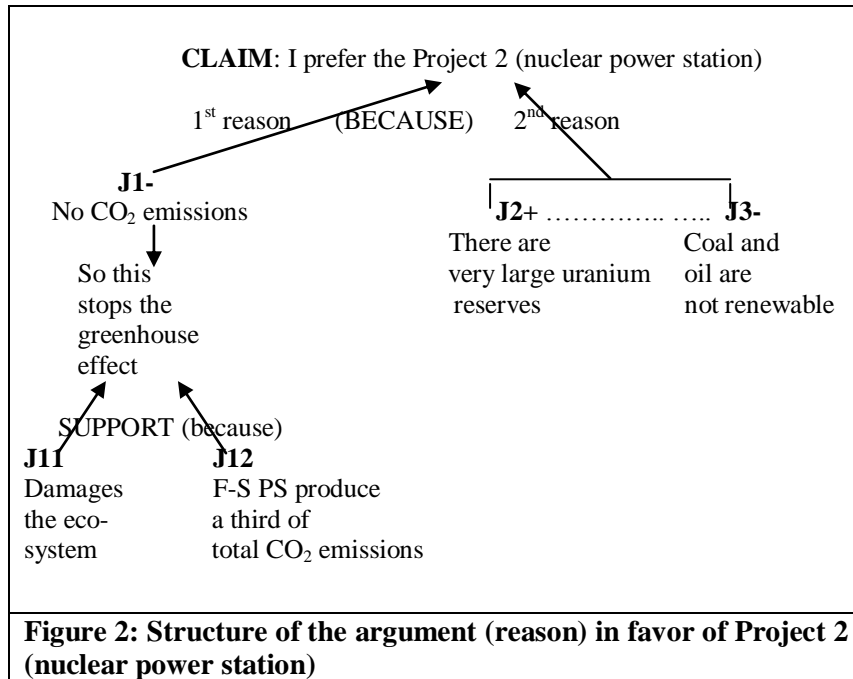 CLAIM: I prefer the Project 2 (nuclear power station)
1st reason (BECAUSE) 2nd reason
J1-
No CO2 emissions
So this
stops the
greenhouse
effect
SUPPORT (because)
J11
Damages
the eco-
system
J12
F-S PS produce
a third of
total CO2 emissions
J2+ ………….. ….. J3-
There are
very large uranium
reserves
Coal and
oil are
not renewable
Figure 2: Structure of the argument (reason) in favor of Project 2
(nuclear power station)